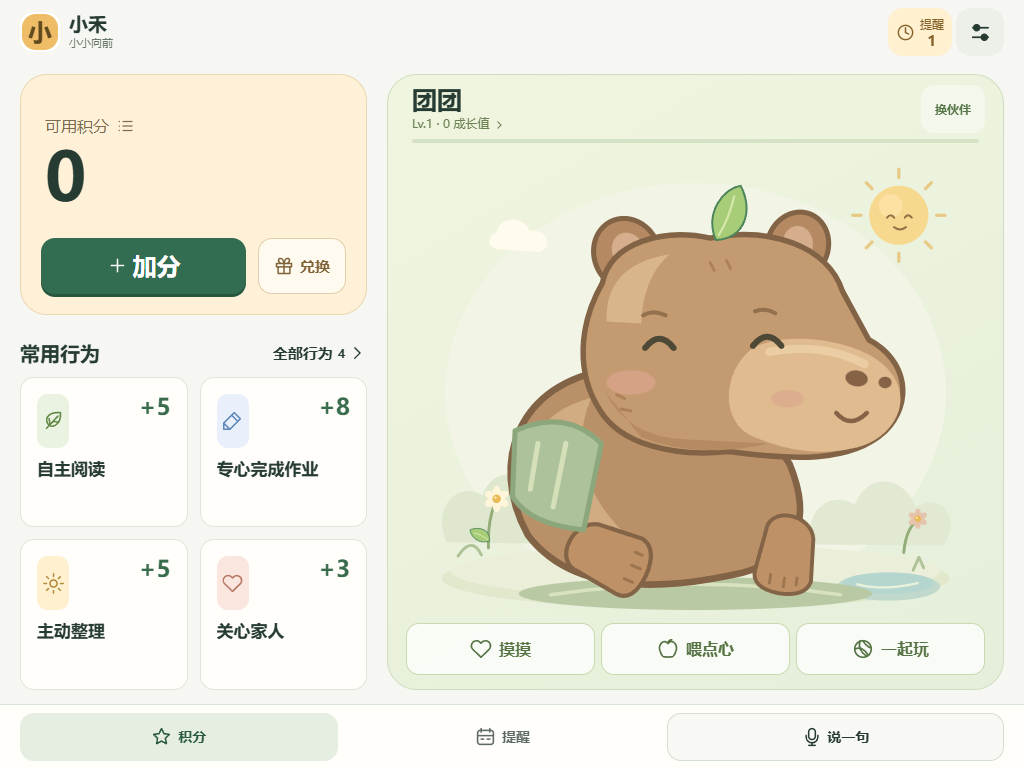 小
小禾
小小向前
提醒
1
可用积分
0
+ 加分
兑换
常用行为
全部行为 4
+5
自主阅读
+8
专心完成作业
+5
主动整理
+3
关心家人
团团
Lv.1 · 0 成长值
换伙伴
摸摸
喂点心
一起玩
积分
提醒
说一句